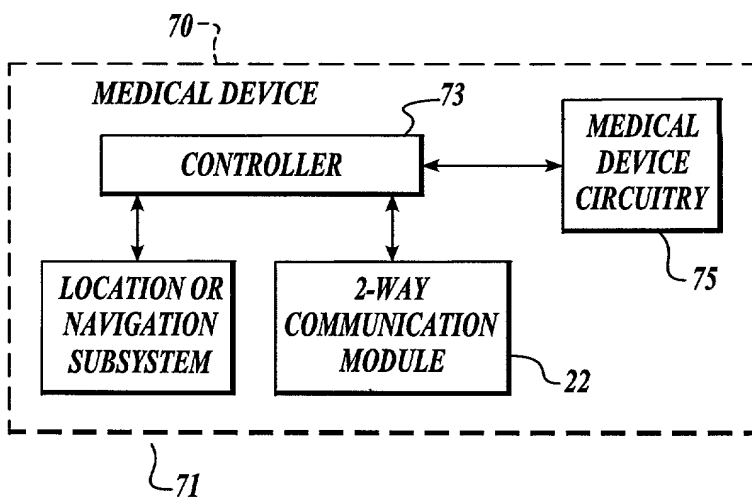 70
MEDICAL DEVICE
73
CONTROLLER
MEDICAL
DEVICE
CIRCUITRY
75
LOCATION OR
NAVIGATION
SUBSYSTEM
2-WAY
COMMUNICATION
MODULE
22
71